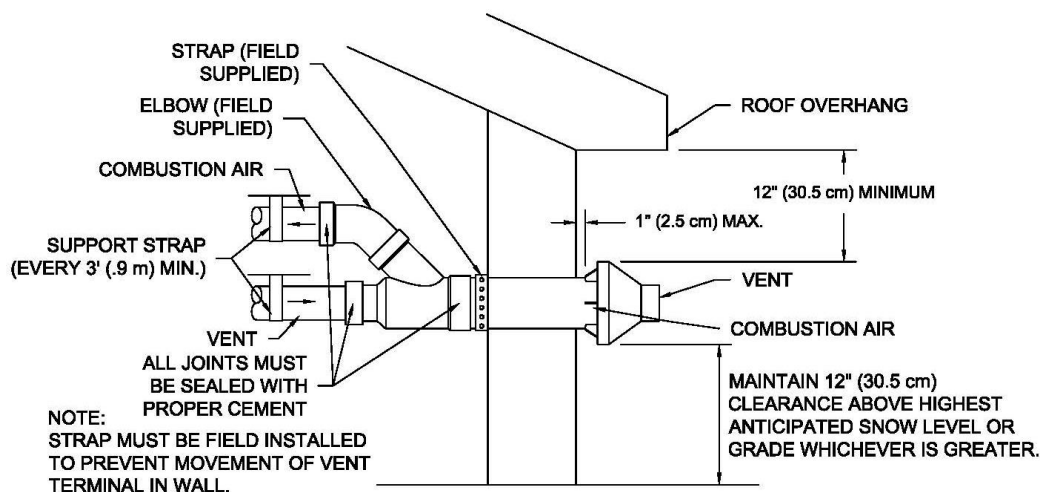 STRAP (FIELD
SUPPLIED)
ELBOW (FIELD
SUPPLIED)
COMBUSTION AIR
SUPPORT STRAP
(EVERY 3' (.9 m) MIN.)
VENT
ALL JOINTS MUST
BE SEALED WITH
PROPER CEMENT
NOTE:
STRAP MUST BE FIELD INSTALLED
TO PREVENT MOVEMENT OF VENT
TERMINAL IN WALL.
ROOF OVERHANG
12" (30.5 cm) MINIMUM
1" (2.5 cm) MAX.
VENT
COMBUSTION AIR
MAINTAIN 12" (30.5 cm)
CLEARANCE ABOVE HIGHEST
ANTICIPATED SNOW LEVEL OR
GRADE WHICHEVER IS GREATER.